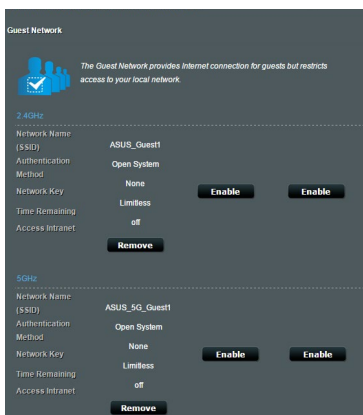 Guest Network
The Guest Network provides Internet connection for guests but restricts
access to your local network.
2.4GHz
Network Name
(SSID)
ASUS_Guest1
Authentication
Method
Open System
Network Key
None
Enable Enable
Time Remaining
Limitless
Access Intranet
off
Remove
5GHz
Network Name
(SSID)
ASUS_5G_Guest1
Authentication
Method
Open System
Network Key
None
Enable Enable
Time Remaining
Limitless
Access Intranet
off
Remove